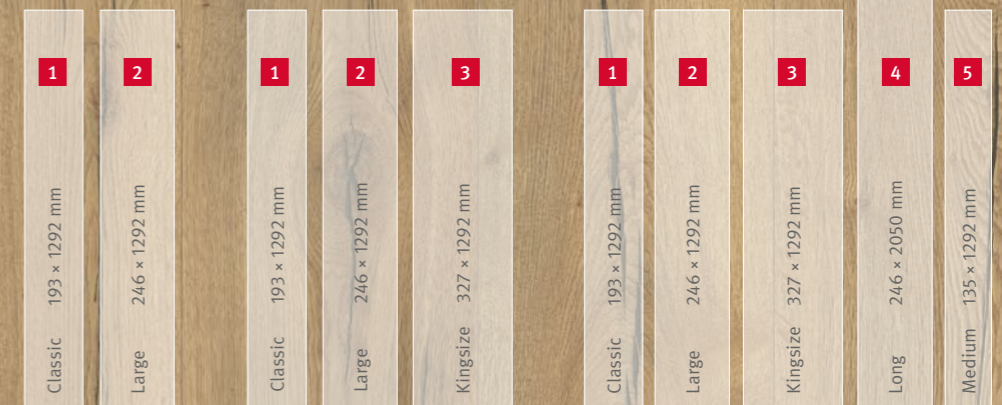 1
Classic 193 × 1292 mm
2
Large 246 × 1292 mm
1
Classic 193 × 1292 mm
2
Large 246 × 1292 mm
3
Kingsize 327 × 1292 mm
1
Classic 193 × 1292 mm
2
Large 246 × 1292 mm
3
Kingsize 327 × 1292 mm
4
Long 246 × 2050 mm
5
Medium 135 × 1292 mm